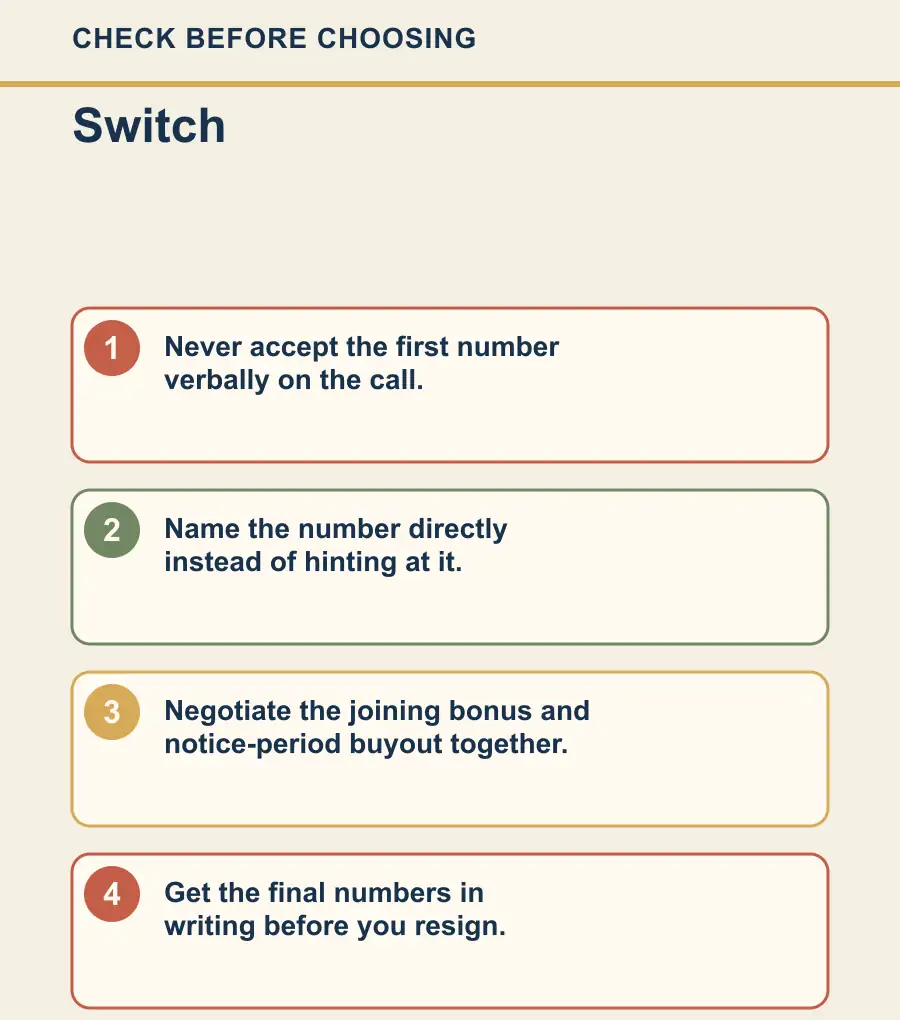 CHECK BEFORE CHOOSING
Switch
1
Never accept the first number
verbally on the call.
2
Name the number directly
instead of hinting at it.
3
Negotiate the joining bonus and
notice-period buyout together.
4
Get the final numbers in
writing before you resign.